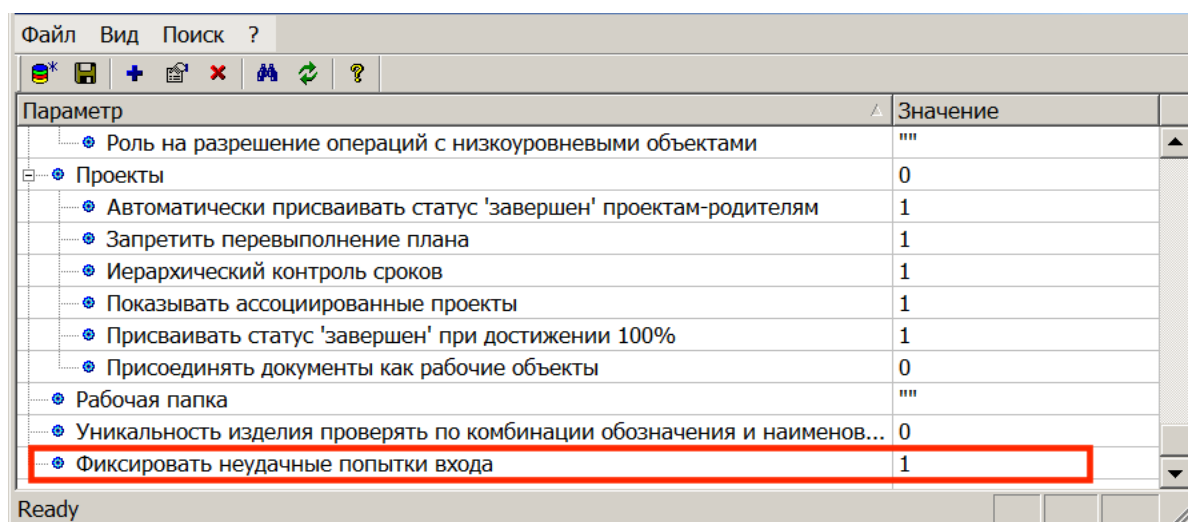 Файл Вид Поиск ?
Параметр Значение
Роль на разрешение операций с низкоуровневыми объектами ""
Проекты 0
Автоматически присваивать статус 'завершен' проектам-родителям 1
Запретить перевыполнение плана 1
Иерархический контроль сроков 1
Показывать ассоциированные проекты 1
Присваивать статус 'завершен' при достижении 100% 1
Присоединять документы как рабочие объекты 0
Рабочая папка ""
Уникальность изделия проверять по комбинации обозначения и наименов... 0
Фиксировать неудачные попытки входа 1
Ready